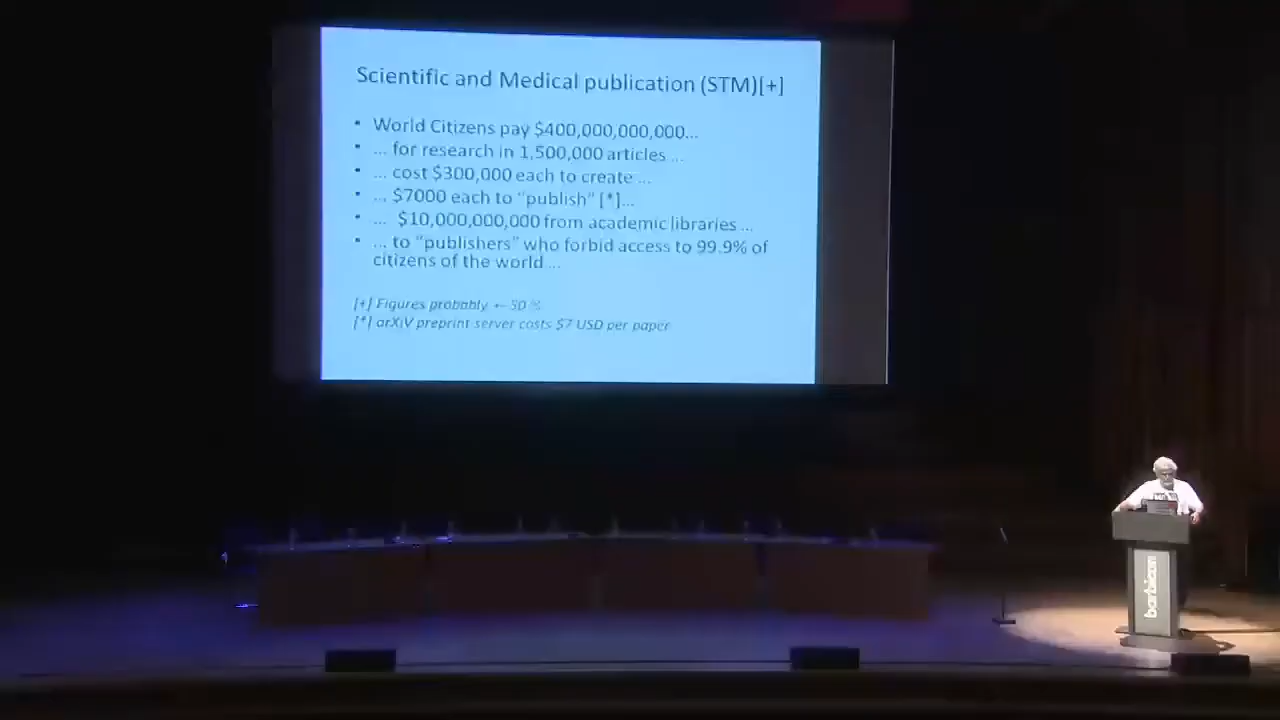 Scientific and Medical publication (STM)[+]
• World Citizens pay $400,000,000,000...
• ... for research in 1,500,000 articles ...
• ... cost $300,000 each to create ...
• ... $7000 each to "publish" [*]...
• ... $10,000,000,000 from academic libraries ...
• ... to "publishers" who forbid access to 99.9% of
citizens of the world ...
[+] Figures probably +- 50 %
[*] arXiV preprint server costs $7 USD per paper
barbican